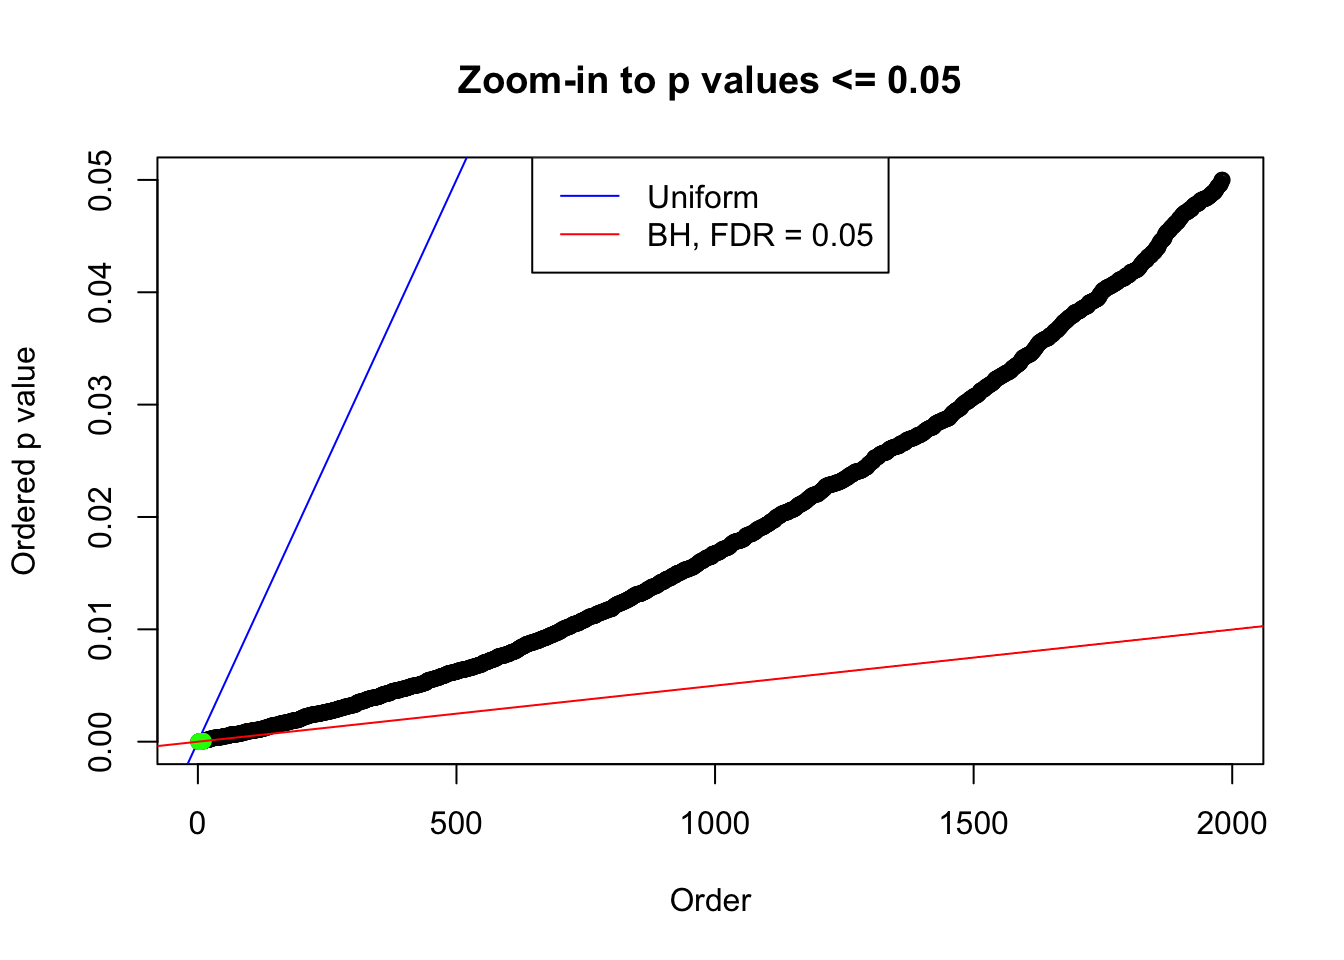 Zoom-in to p values <= 0.05
Uniform
BH, FDR = 0.05
Ordered p value
0.05
0.04
0.03
0.02
0.01
0.00
0 500 1000 1500 2000
Order